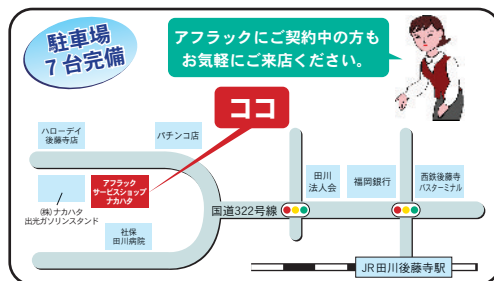 駐車場
7台完備
アフラックにご契約中の方も
お気軽にご来店ください。
ココ
ハローデイ
後藤寺店
パチンコ店
アフラック
サービスショップ
ナカハタ
㈱ナカハタ
出光ガソリンスタンド
社保
田川病院
国道322号線
田川
法人会
福岡銀行
西鉄後藤寺
バスターミナル
JR田川後藤寺駅